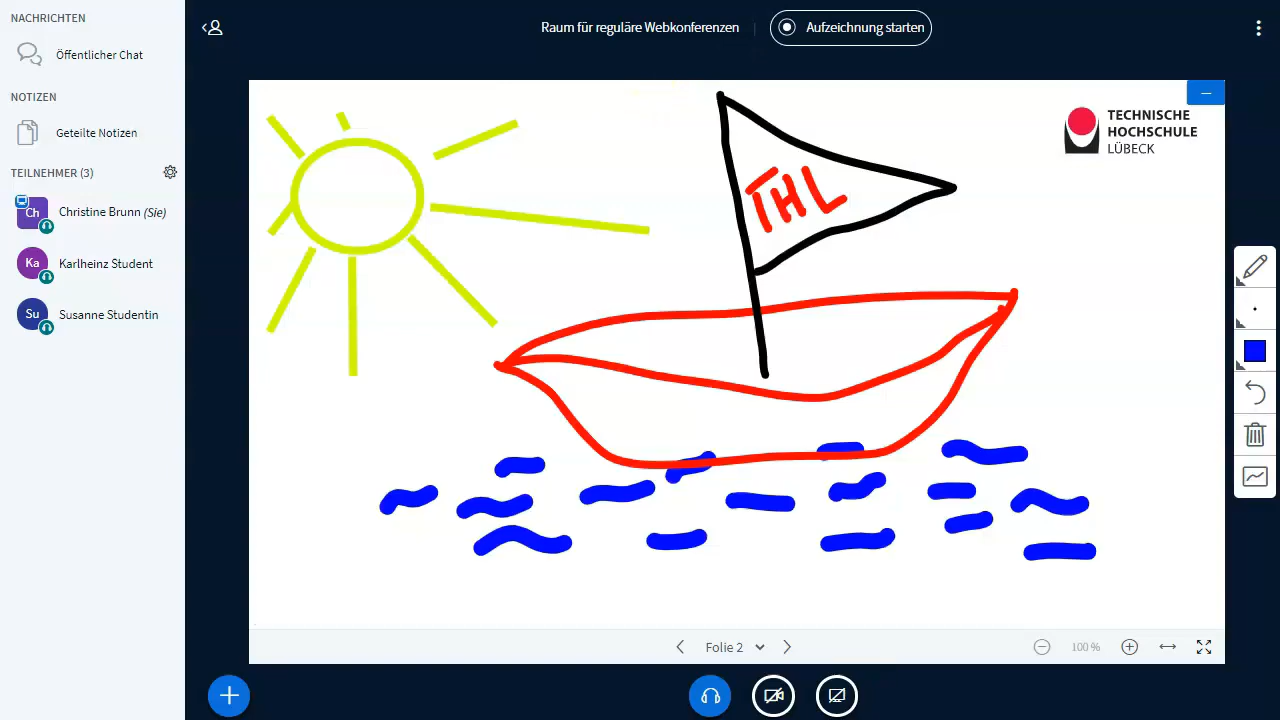 NACHRICHTEN
Öffentlicher Chat
NOTIZEN
Geteilte Notizen
TEILNEHMER (3)
Ch Christine Brunn (Sie)
Ka Karlheinz Student
Su Susanne Studentin
Raum für reguläre Webkonferenzen
Aufzeichnung starten
TECHNISCHE
HOCHSCHULE
LÜBECK
THL
Folie 2
100 %